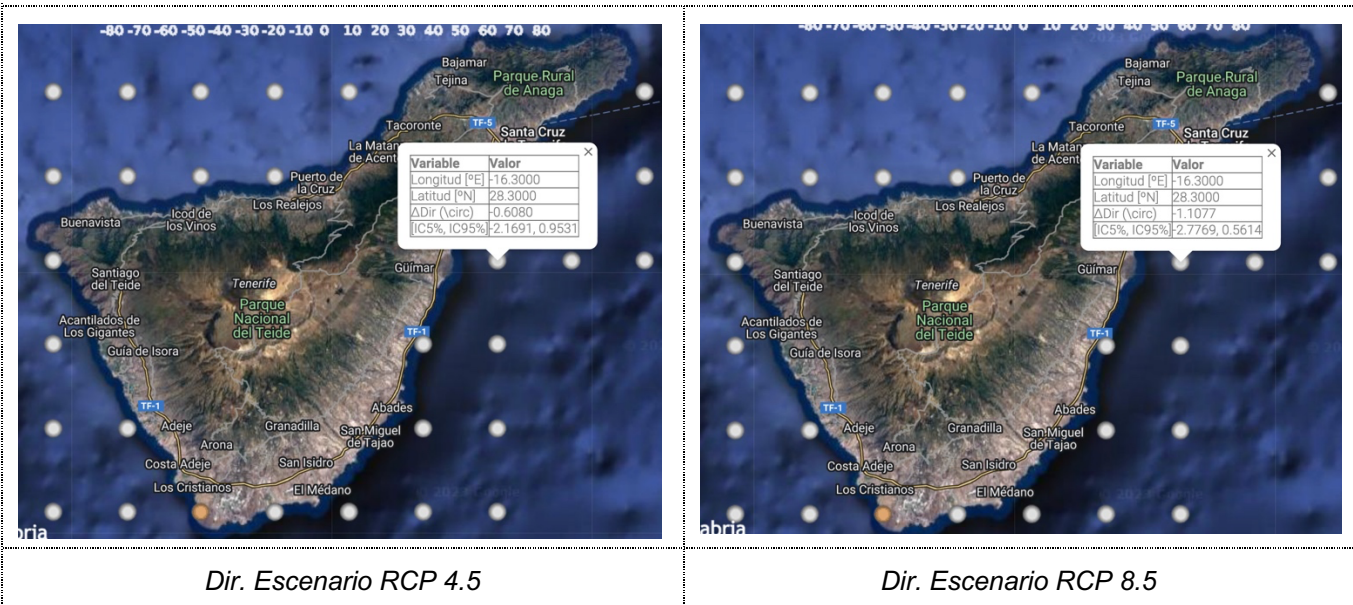 -80 -70 -60 -50 -40 -30 -20 -10 0 10 20 30 40 50 60 70 80
Bajamar
Tejina
Parque Rural
de Anaga
TF-5
Tacoronte
Santa Cruz
La Matan
de Acent
×
Variable Valor
Longitud [ºE] -16.3000
Latitud [ºN] 28.3000
ΔDir (\circ) -0.6080
[IC5%, IC95%] -2.1691, 0.9531
Puerto de
la Cruz
Los Realejos
Buenavista
Icod de
los Vinos
Güímar
Santiago
del Teide
Tenerife
Parque
Nacional
del Teide
Acantilados de
Los Gigantes
TF-1
Guía de Isora
TF-1
Abades
Adeje
Granadilla
San Miguel
de Tajao
Arona
Costa Adeje
San Isidro
Los Cristianos
El Médano
bria
Dir. Escenario RCP 4.5
-80 -70 -60 -50 -40 -30 -20 -10 0 10 20 30 40 50 60 70 80
Bajamar
Tejina
Parque Rural
de Anaga
TF-5
Tacoronte
Santa Cruz
La Matan
de Acent
×
Variable Valor
Longitud [ºE] -16.3000
Latitud [ºN] 28.3000
ΔDir (\circ) -1.1077
[IC5%, IC95%] -2.7769, 0.5614
Puerto de
la Cruz
Los Realejos
Buenavista
Icod de
los Vinos
Güímar
Santiago
del Teide
Tenerife
Parque
Nacional
del Teide
Acantilados de
Los Gigantes
TF-1
Guía de Isora
TF-1
Abades
Adeje
Granadilla
San Miguel
de Tajao
Arona
Costa Adeje
San Isidro
Los Cristianos
El Médano
abria
Dir. Escenario RCP 8.5